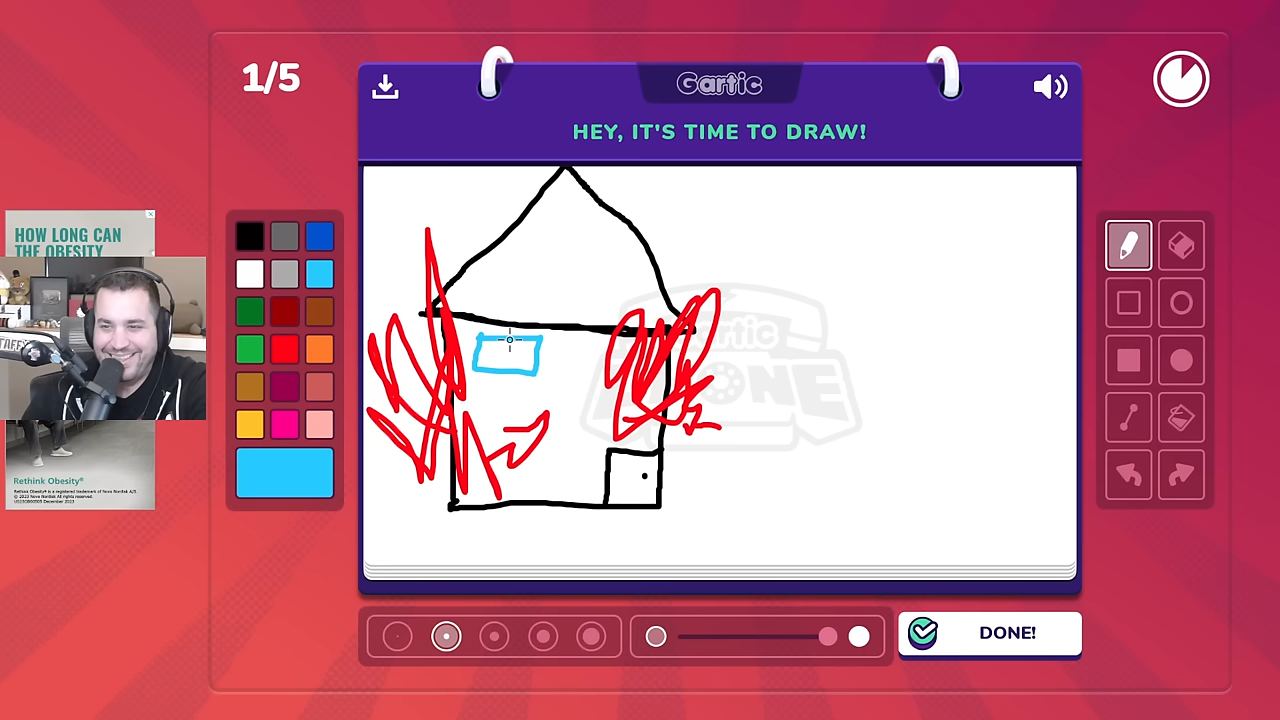 1/5
Gartic
HEY, IT'S TIME TO DRAW!
HOW LONG CAN
THE OBESITY
Rethink Obesity®
DONE!